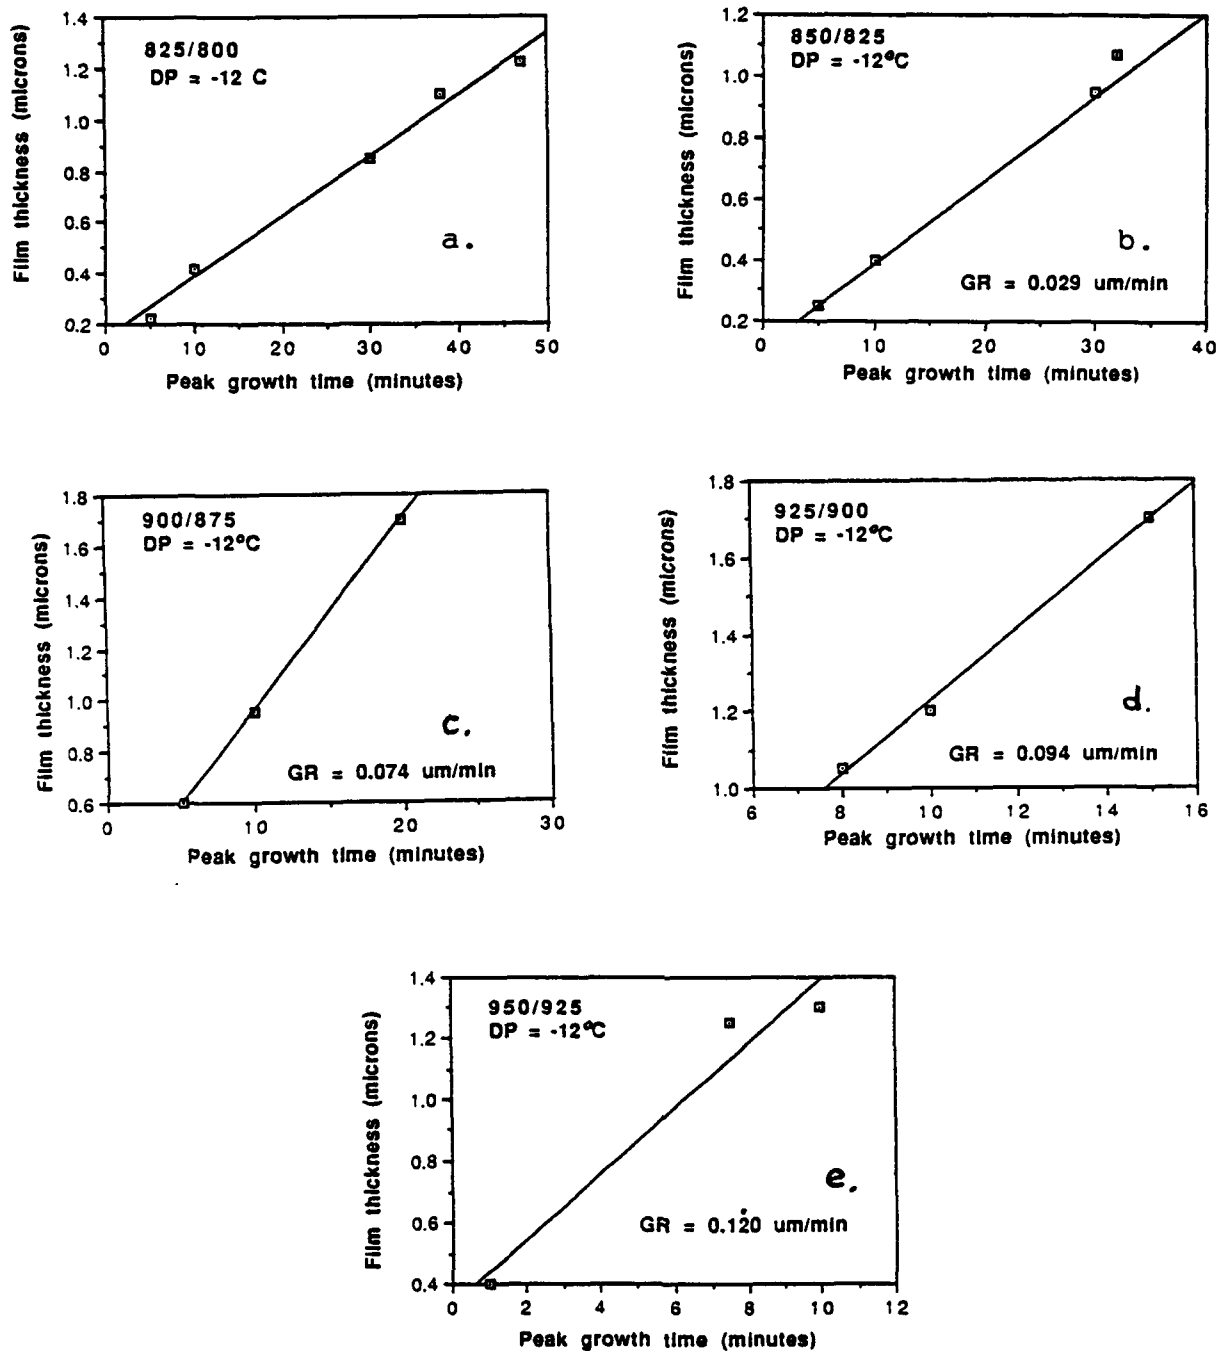 825/800
DP = -12 C
Film thickness (microns)
1.4
1.2
1.0
0.8
0.6
0.4
0.2
a.
0 10 20 30 40 50
Peak growth time (minutes)
850/825
DP = -12°C
Film thickness (microns)
1.2
1.0
0.8
0.6
0.4
0.2
b.
GR = 0.029 um/min
0 10 20 30 40
Peak growth time (minutes)
900/875
DP = -12°C
Film thickness (microns)
1.8
1.6
1.4
1.2
1.0
0.8
0.6
c.
GR = 0.074 um/min
0 10 20 30
Peak growth time (minutes)
925/900
DP = -12°C
Film thickness (microns)
1.8
1.6
1.4
1.2
1.0
d.
GR = 0.094 um/min
6 8 10 12 14 16
Peak growth time (minutes)
950/925
DP = -12°C
Film thickness (microns)
1.4
1.2
1.0
0.8
0.6
0.4
e.
GR = 0.120 um/min
0 2 4 6 8 10 12
Peak growth time (minutes)